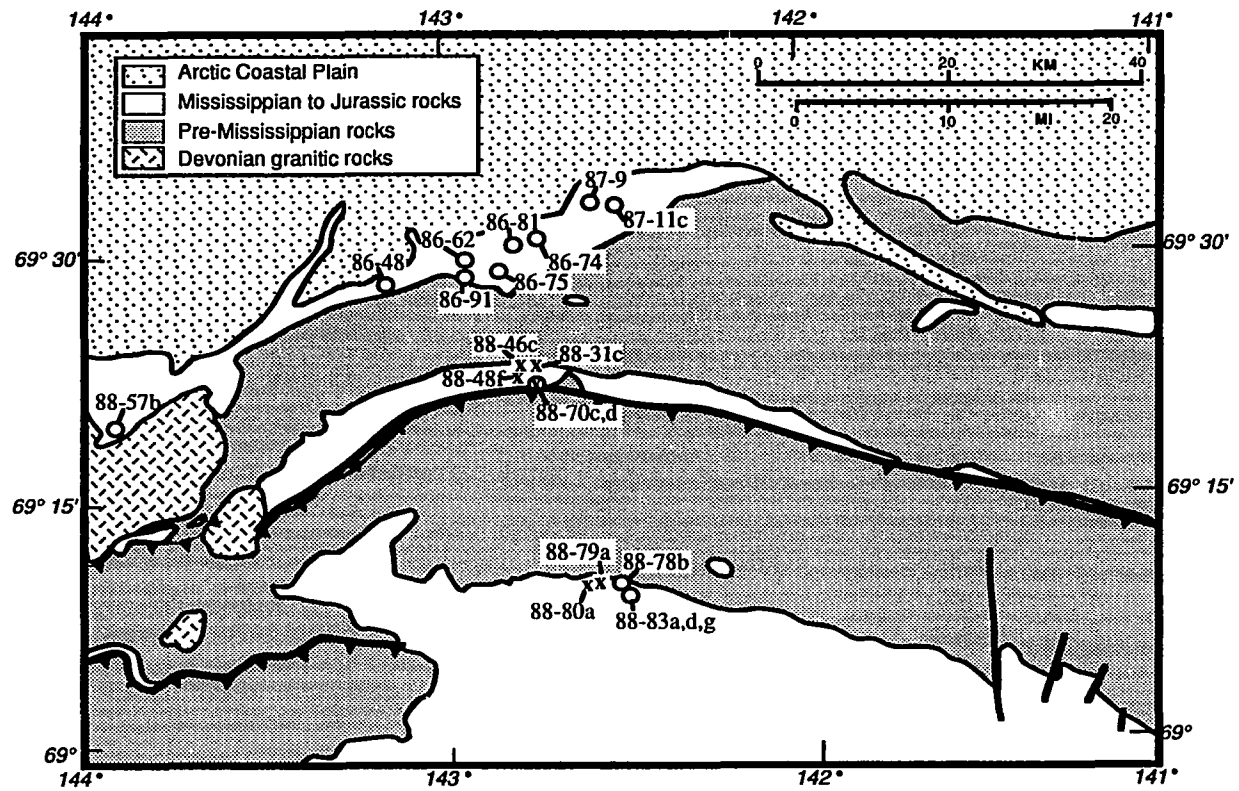 144° 143° 142° 141°
Arctic Coastal Plain
Mississippian to Jurassic rocks
Pre-Mississippian rocks
Devonian granitic rocks
0 20 KM 40
0 10 MI 20
87-9
87-11c
86-81
86-74
86-62
86-75
86-48
86-91
69° 30' 69° 30'
88-46c
88-31c
88-48f
88-70c,d
88-57b
69° 15' 69° 15'
88-79a
88-78b
88-80a
88-83a,d,g
69° 69°
144° 143° 142° 141°